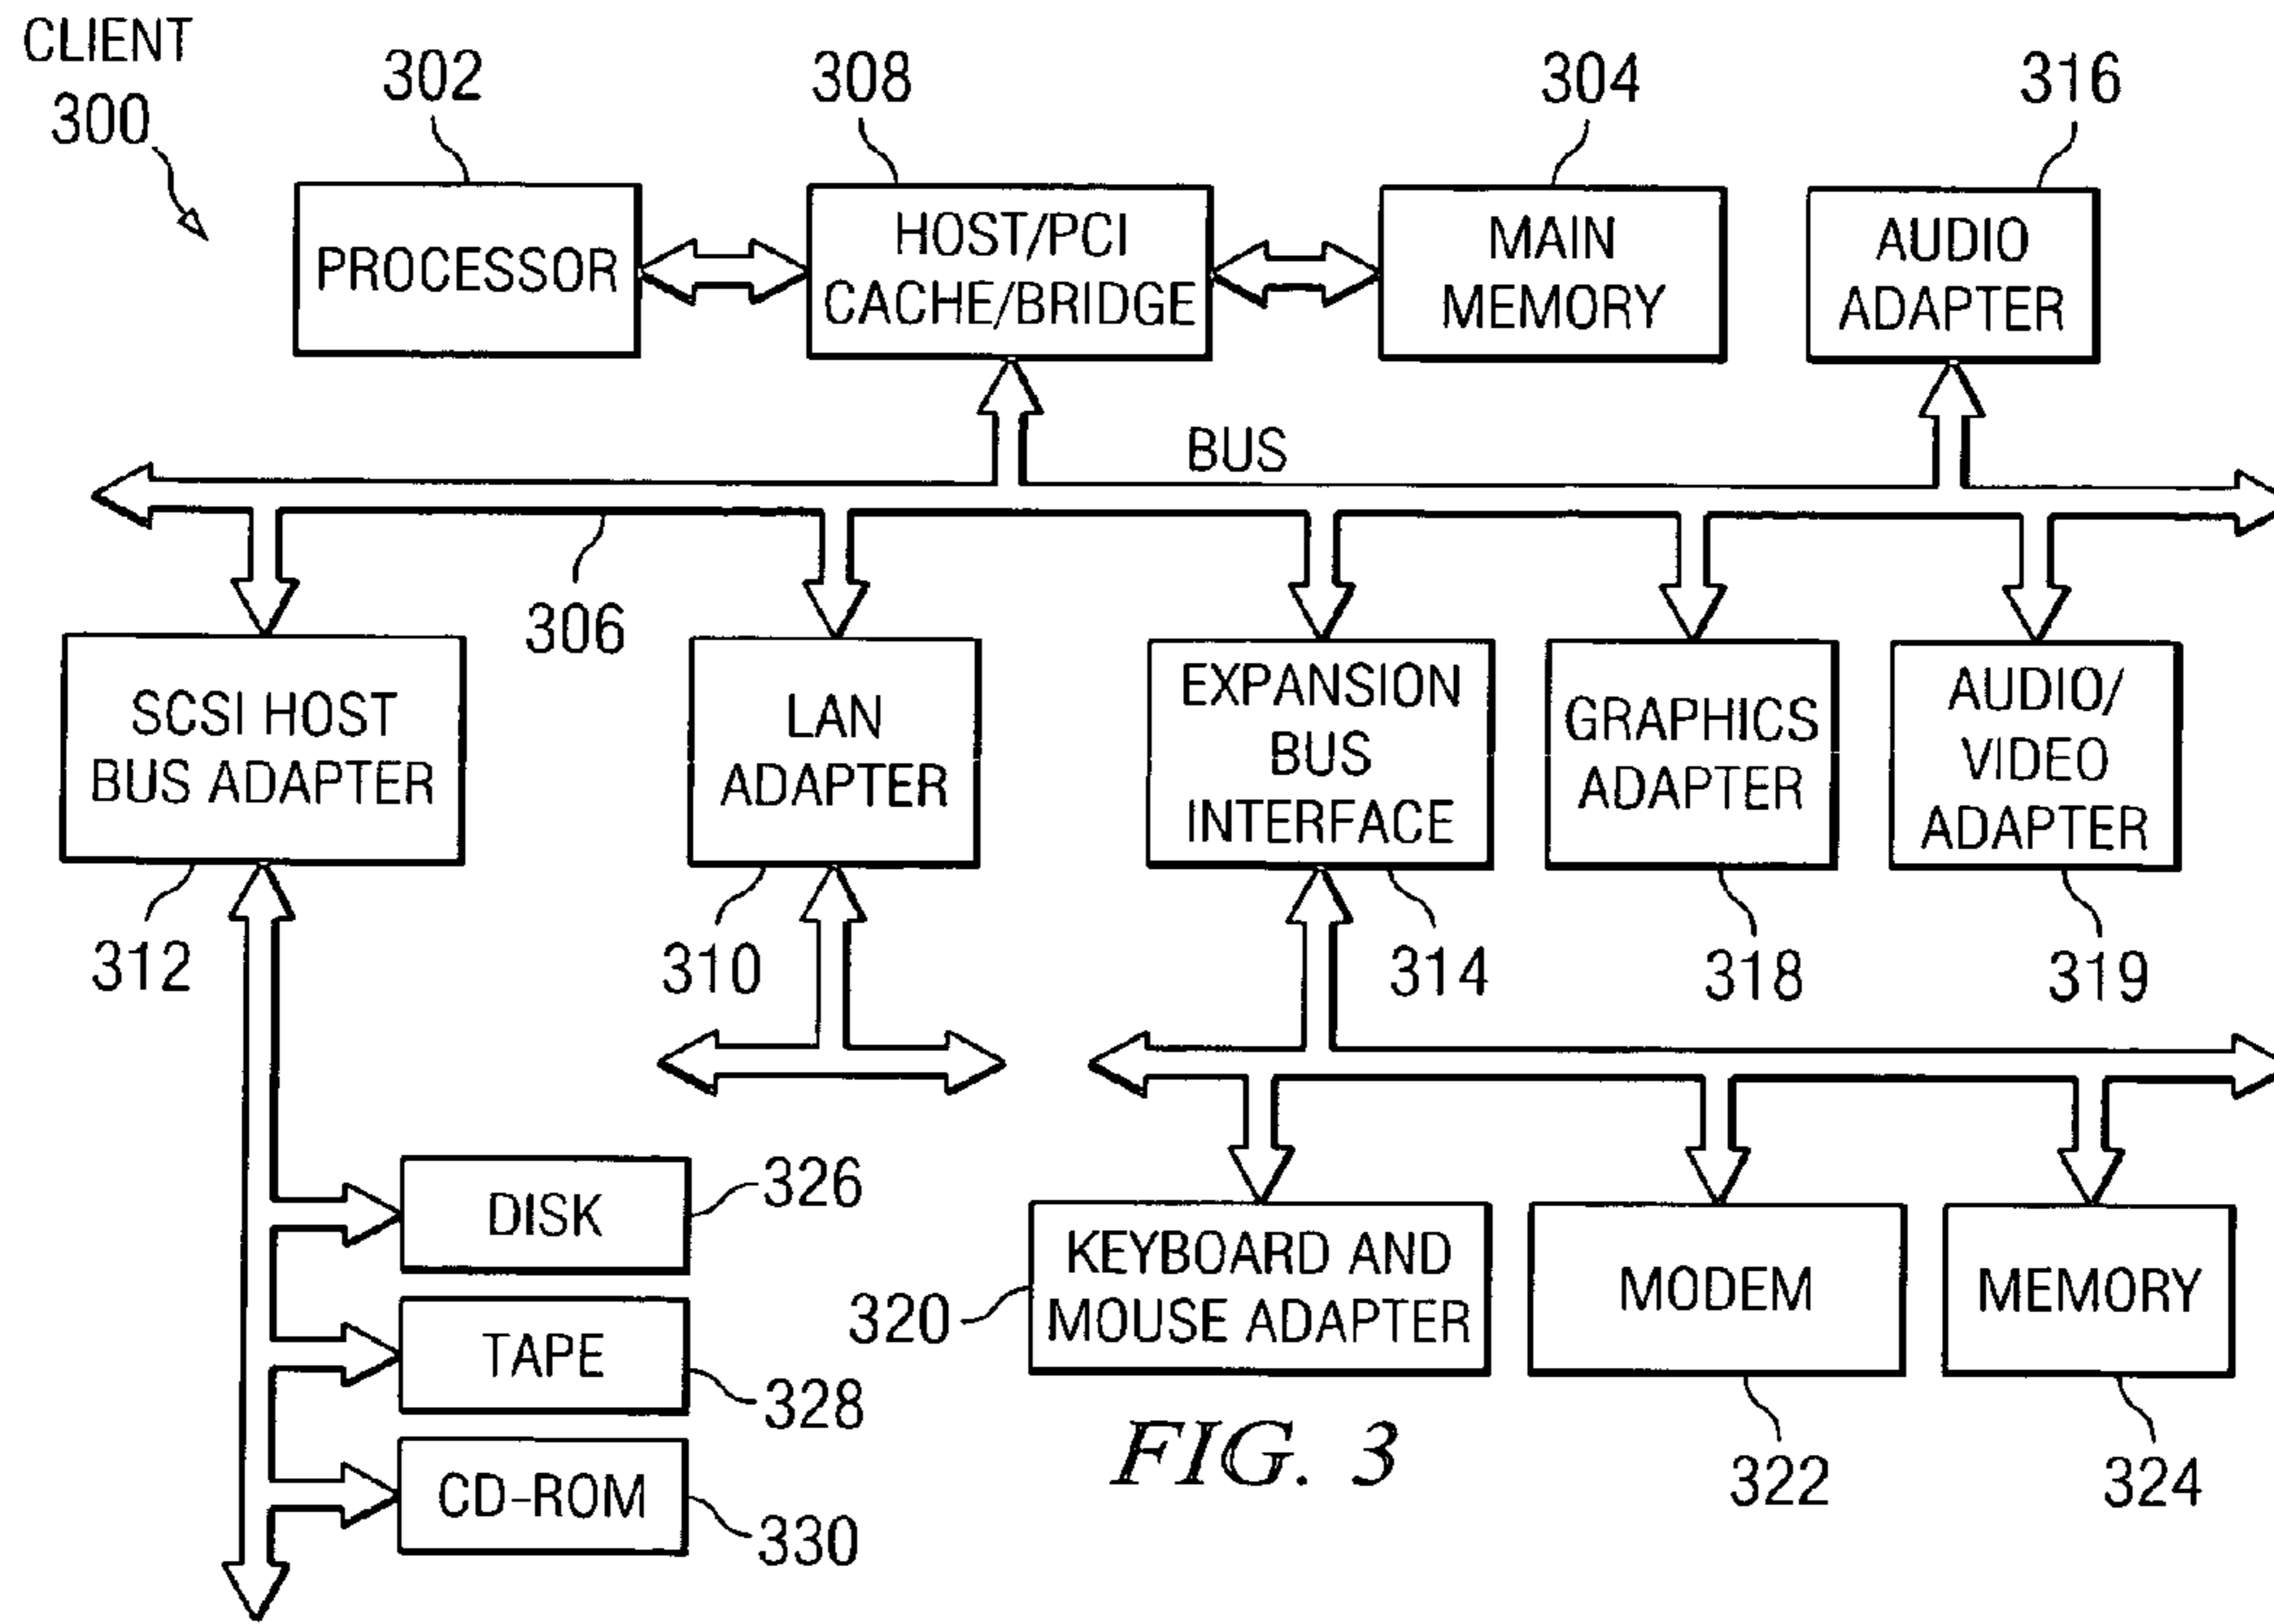 CLIENT
300
302
308
304
316
PROCESSOR
HOST/PCI
CACHE/BRIDGE
MAIN
MEMORY
AUDIO
ADAPTER
BUS
306
SCSI HOST
BUS ADAPTER
LAN
ADAPTER
EXPANSION
BUS
INTERFACE
GRAPHICS
ADAPTER
AUDIO/
VIDEO
ADAPTER
312
310
314
318
319
DISK
326
TAPE
328
CD-ROM
330
320
KEYBOARD AND
MOUSE ADAPTER
MODEM
MEMORY
322
324
FIG. 3